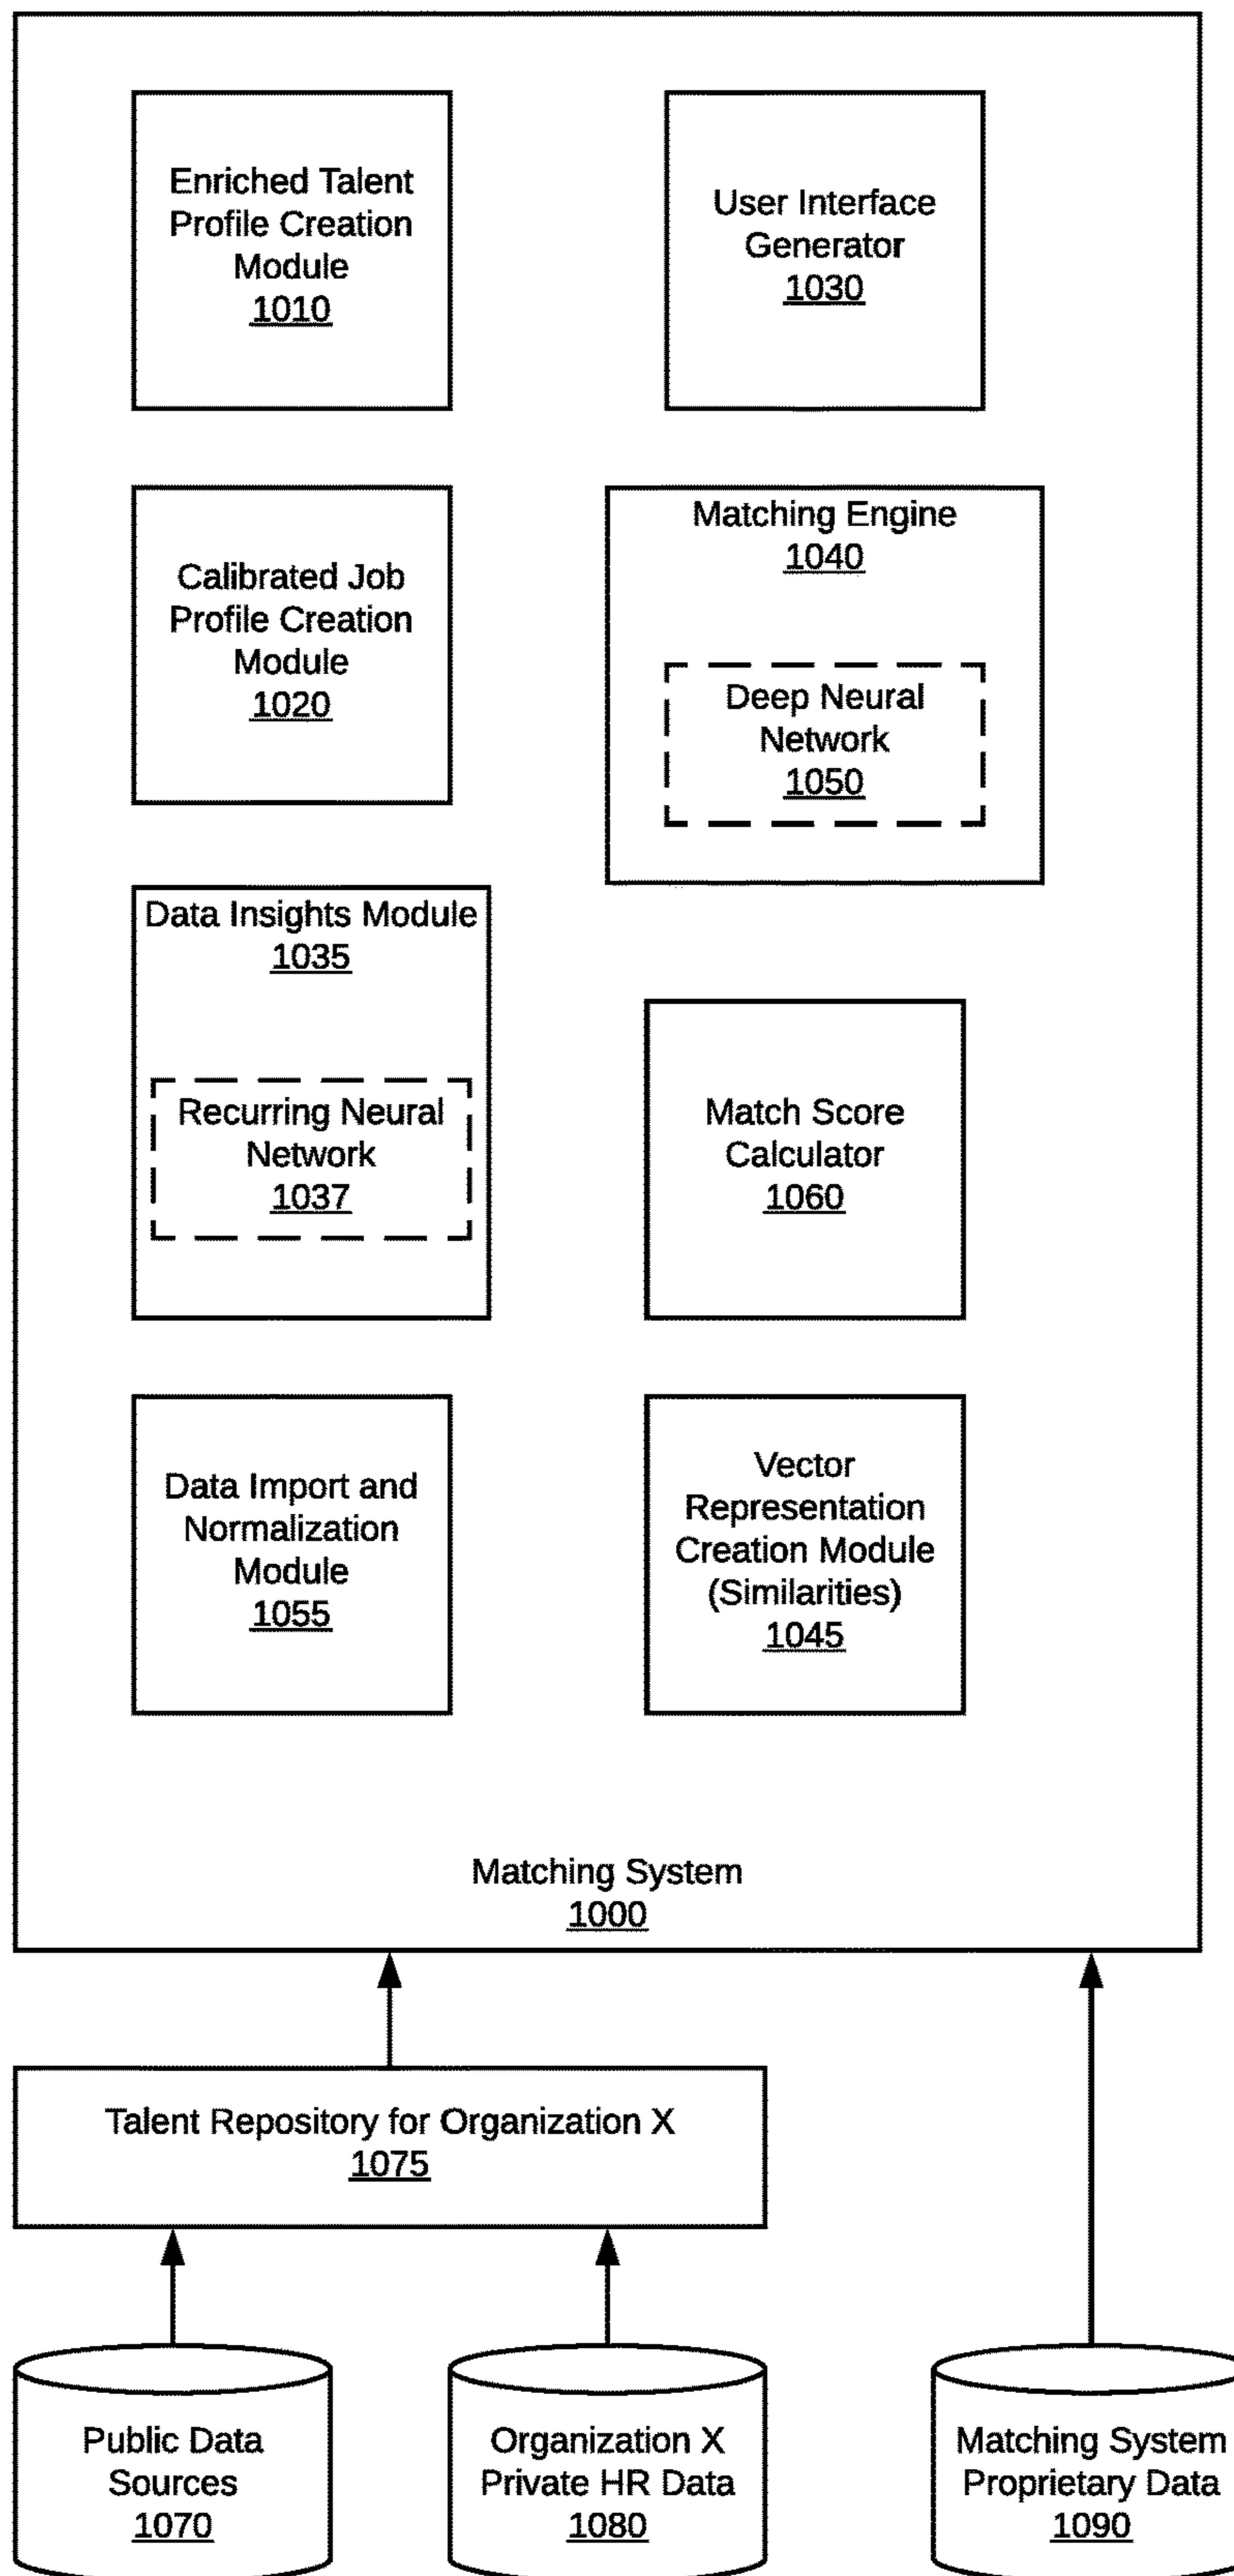 Enriched Talent
Profile Creation
Module
1010
User Interface
Generator
1030
Calibrated Job
Profile Creation
Module
1020
Matching Engine
1040
Deep Neural
Network
1050
Data Insights Module
1035
Recurring Neural
Network
1037
Match Score
Calculator
1060
Data Import and
Normalization
Module
1055
Vector
Representation
Creation Module
(Similarities)
1045
Matching System
1000
Talent Repository for Organization X
1075
Public Data
Sources
1070
Organization X
Private HR Data
1080
Matching System
Proprietary Data
1090